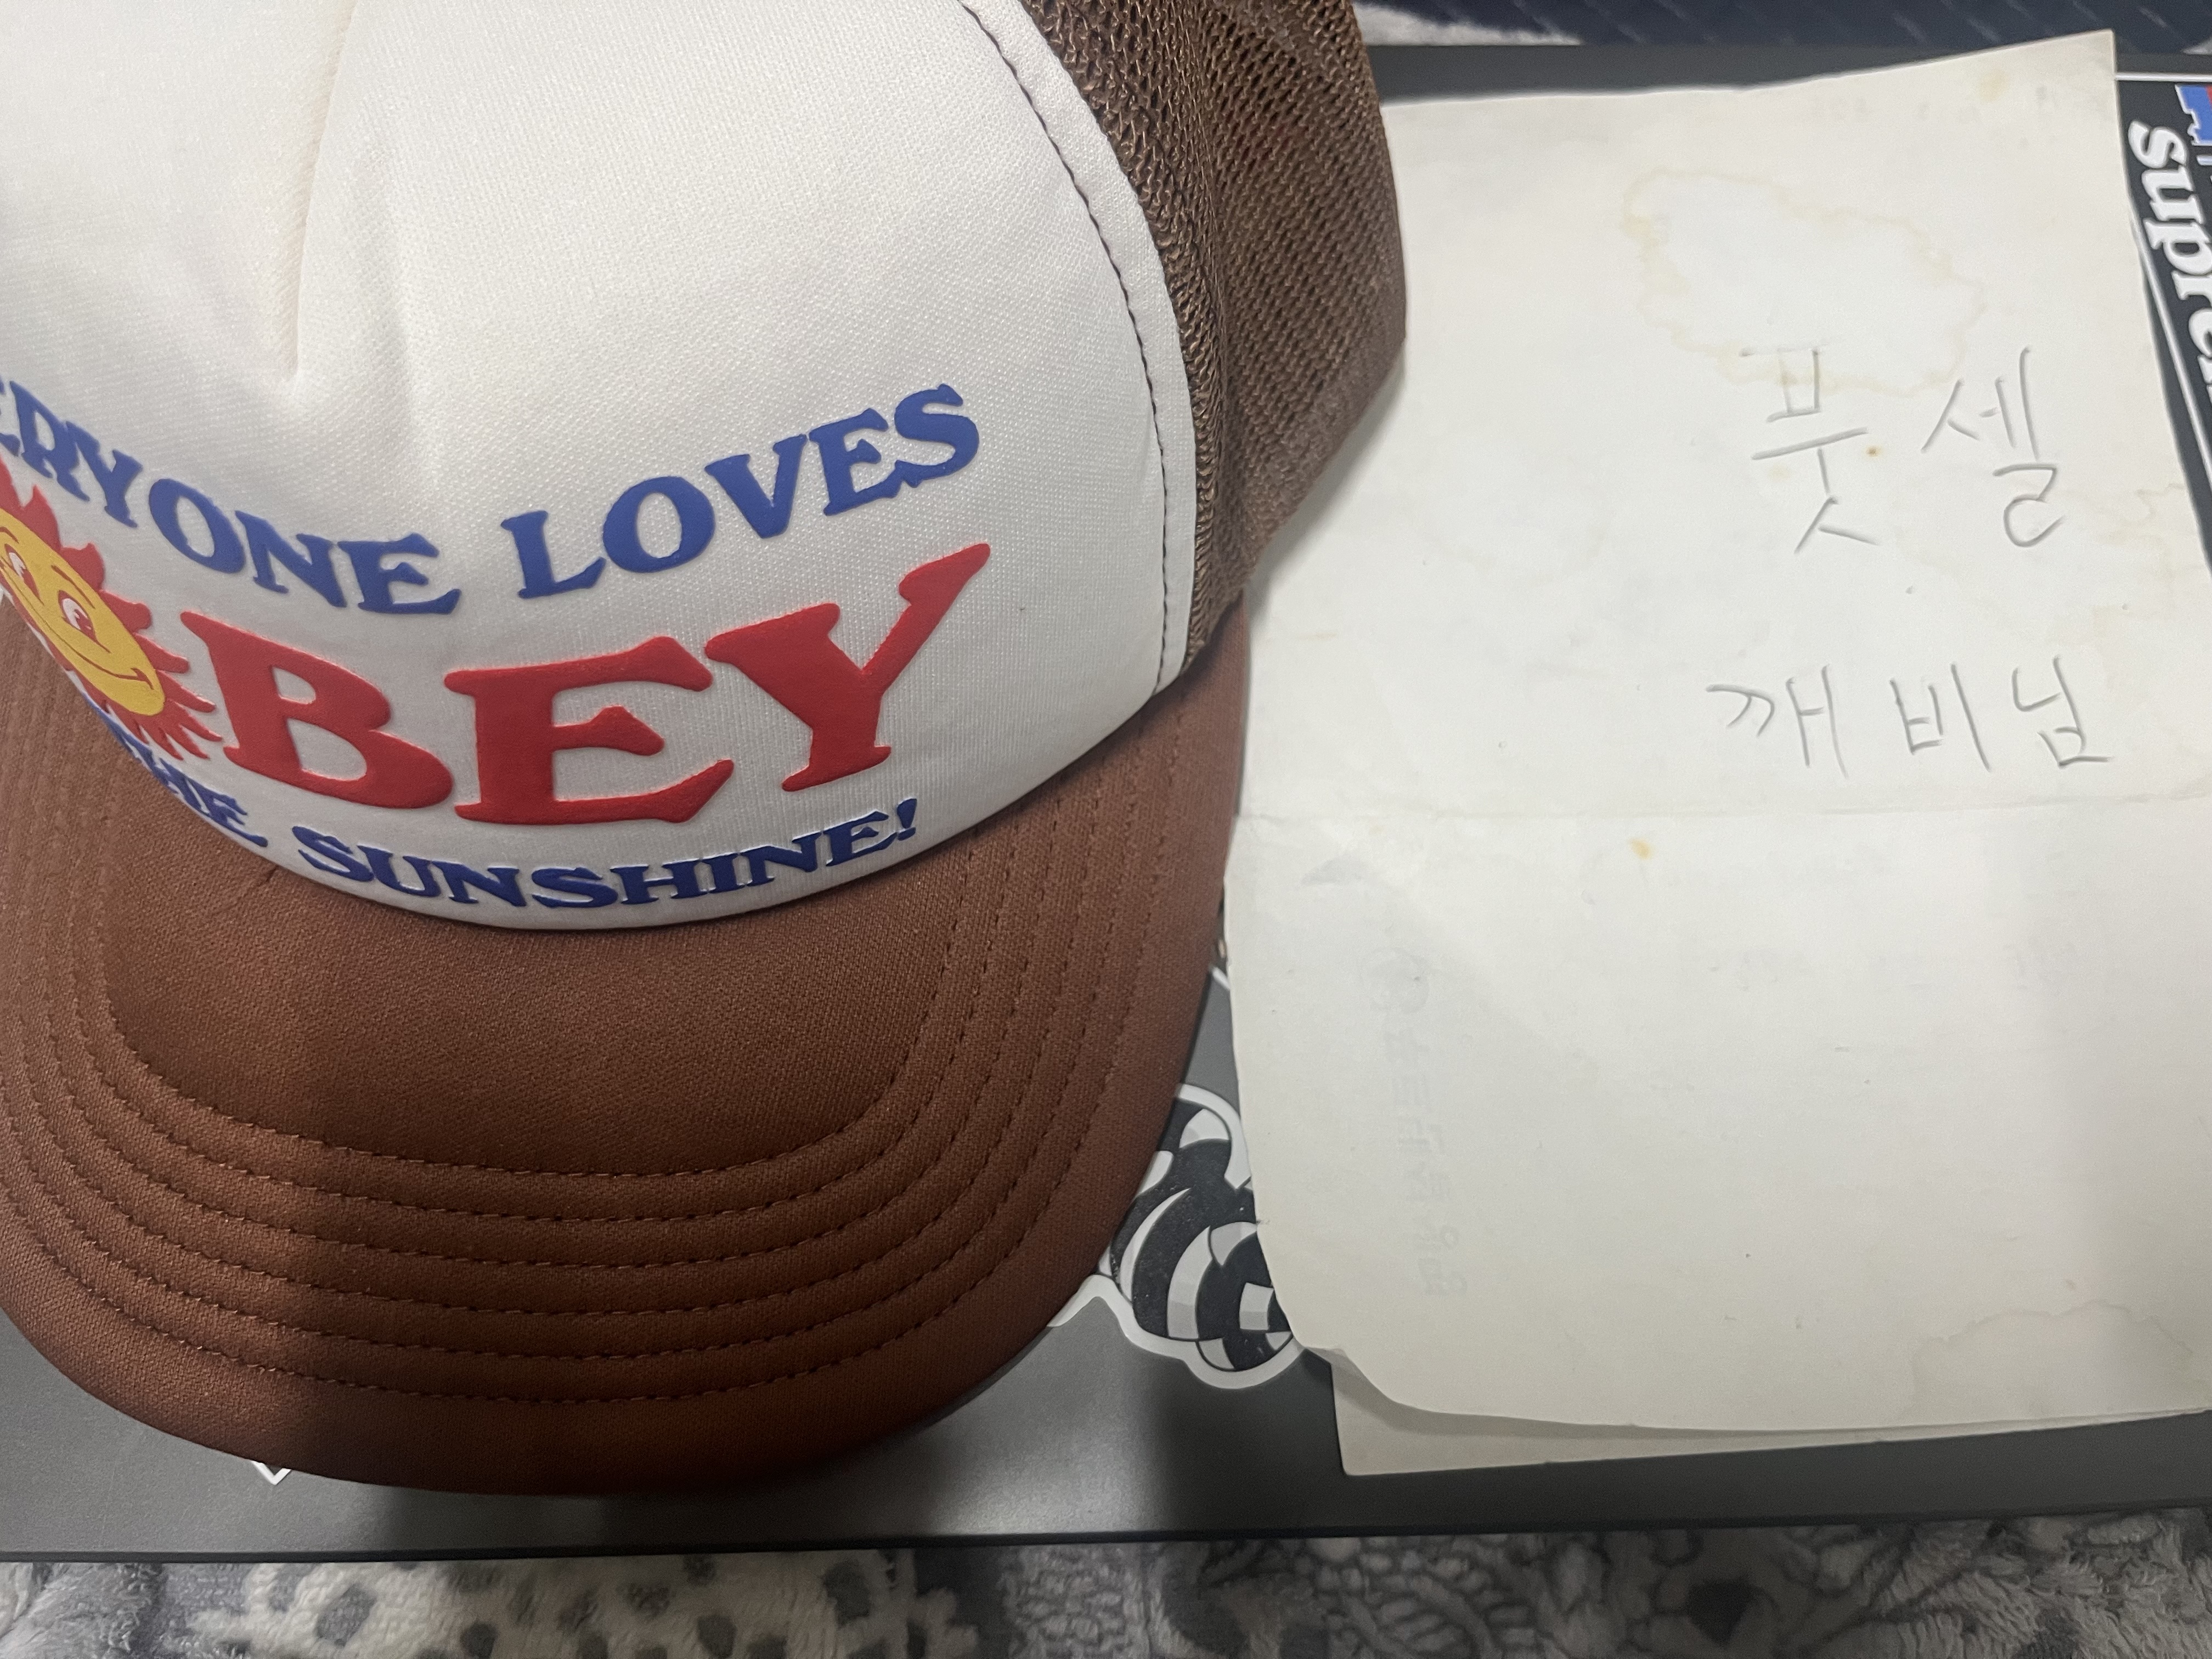 ERYONE LOVES
BEY
THE SUNSHINE!
풋셀
깨비님
Supre